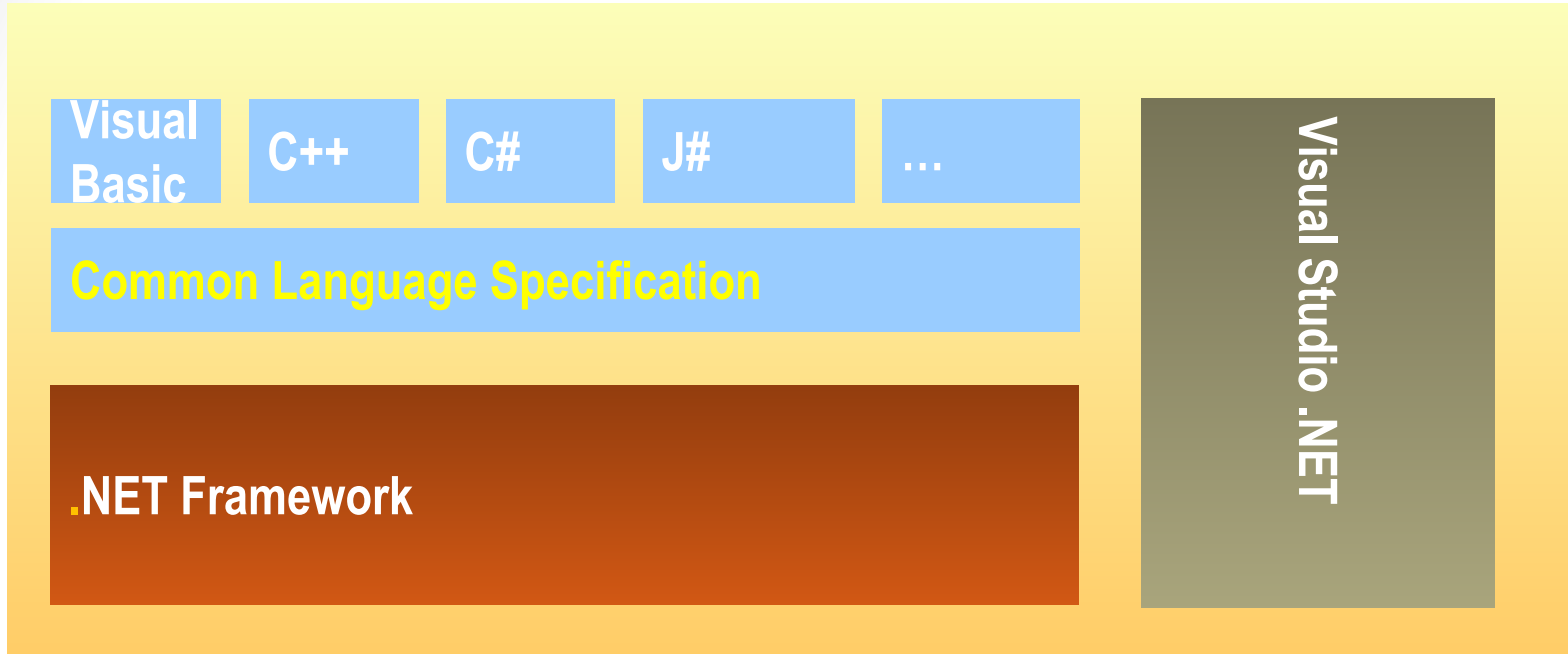 Visual
Basic
C++
C#
J#
...
Common Language Specification
.NET Framework
Visual Studio .NET